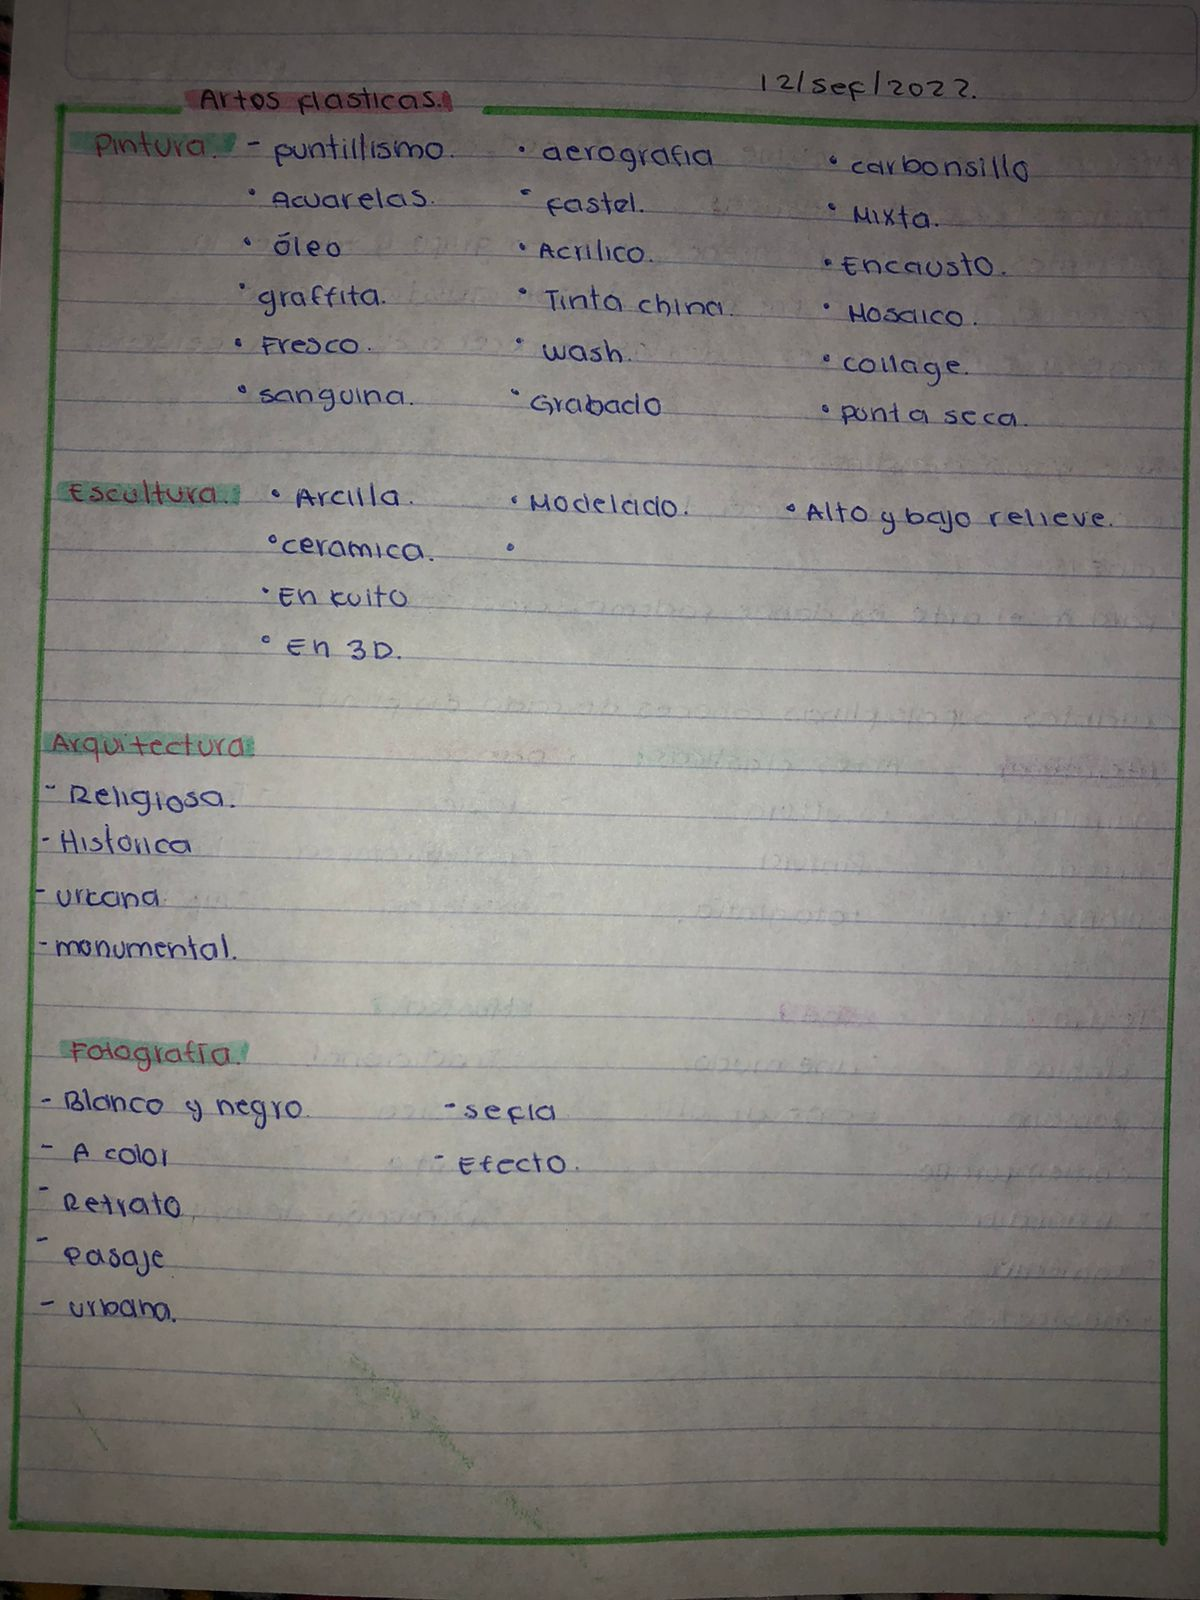 12/sep/2022.
Artos plasticas.
Pintura. - puntillismo. • aerografia • carbonsillo
• Acuarelas. • pastel. • Mixta.
• óleo • Acrilico. • Encausto.
• graffita. • Tinta china. • Mosaico.
• Fresco. • wash. • collage.
• sanguina. • Grabado • punta seca.
Escultura. • Arcilla. • Modelado. • Alto y bajo relieve.
• ceramica. •
• En
• En 3D.
Arquitectura
- Religiosa.
- Historica
- urbana
- monumental.
Fotografía.
- Blanco y negro. - sepia
- A color - Efecto.
- Retrato
- pasaje
- urbana.